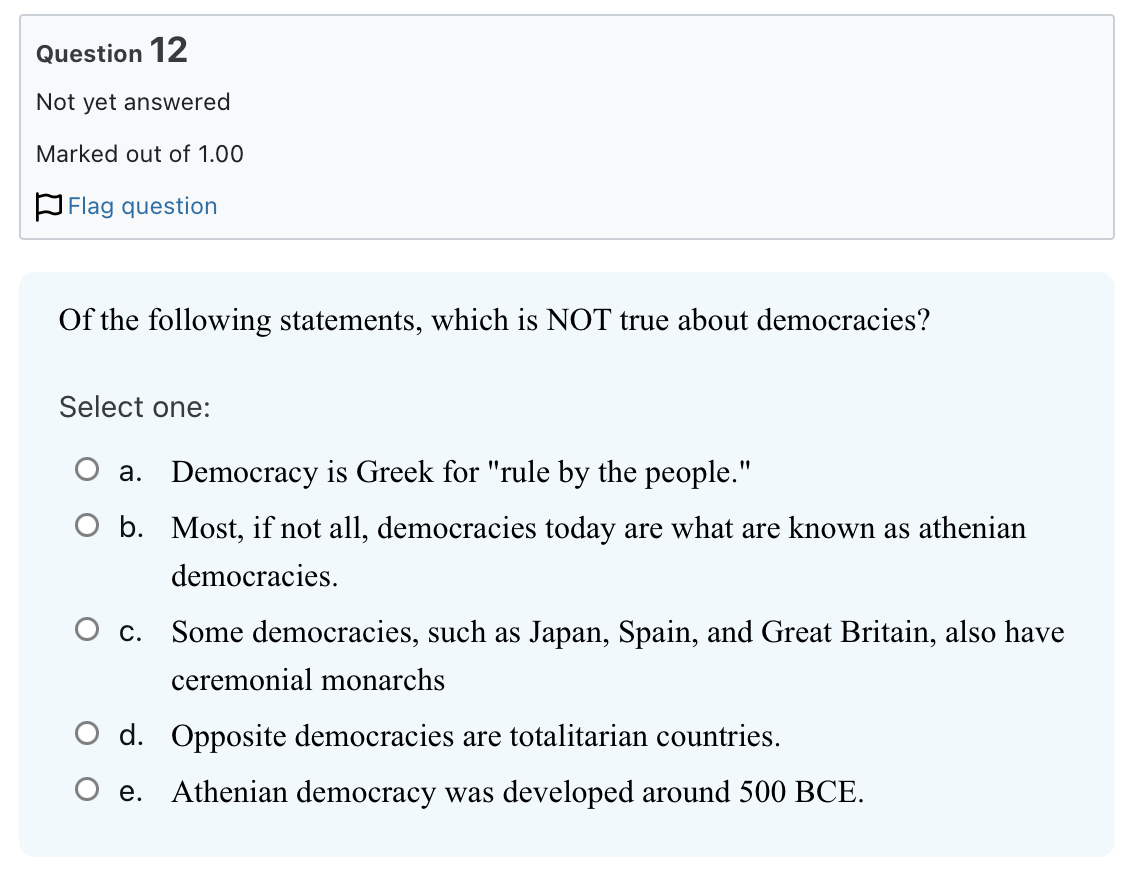 Question 12
Not yet answered
Marked out of 1.00
Flag question
Of the following statements, which is NOT true about democracies?
Select one:
a. Democracy is Greek for "rule by the people."
b. Most, if not all, democracies today are what are known as athenian
democracies.
c. Some democracies, such as Japan, Spain, and Great Britain, also have
ceremonial monarchs
d. Opposite democracies are totalitarian countries.
e. Athenian democracy was developed around 500 BCE.